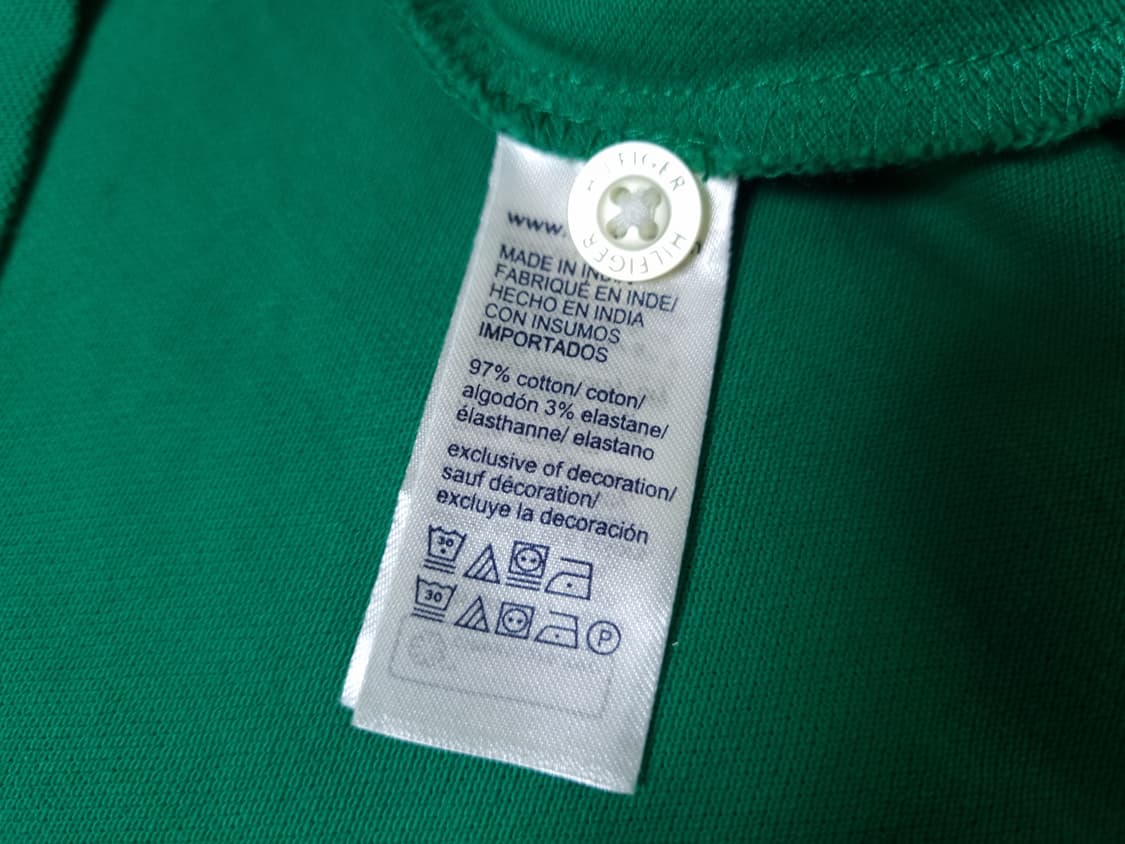 HILFIGER
HILFIGER
www.
MADE IN INDIA
FABRIQUÉ EN INDE/
HECHO EN INDIA
CON INSUMOS
IMPORTADOS
97% cotton/ coton/
algodón 3% elastane/
élasthanne/ elastano
exclusive of decoration/
sauf décoration/
excluye la decoración
30
30 P